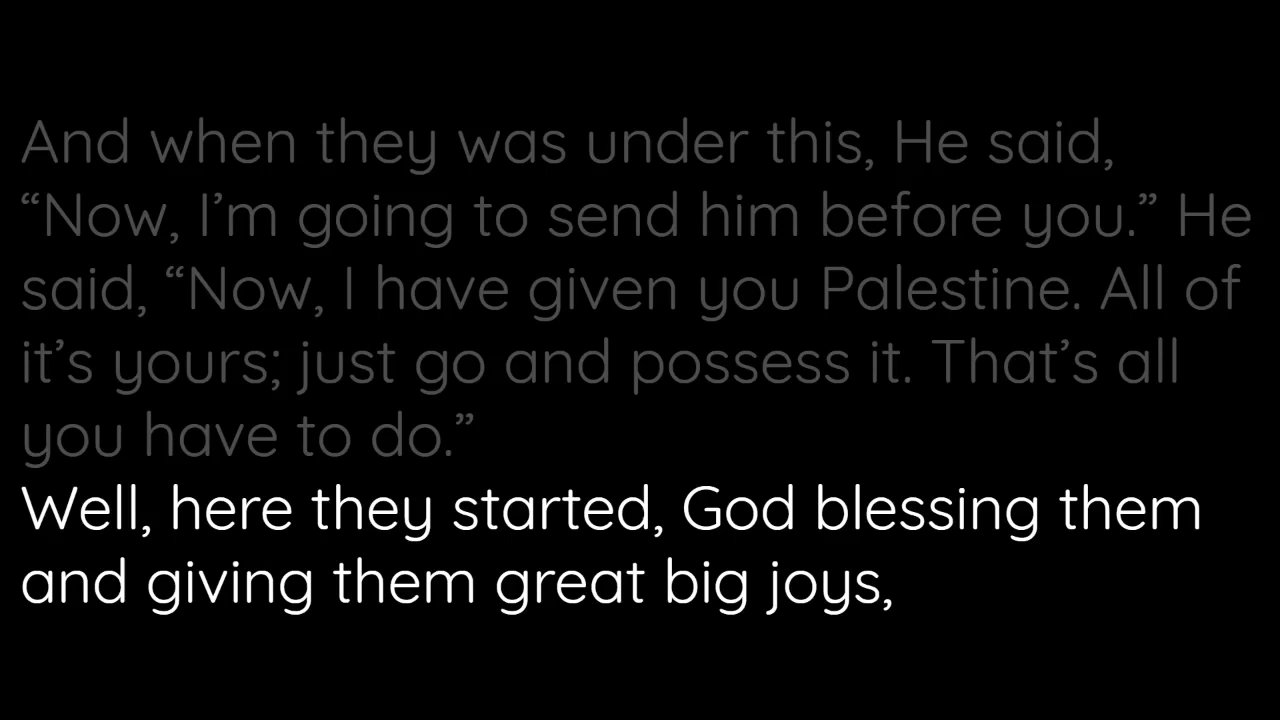 And when they was under this, He said,
“Now, I’m going to send him before you.” He
said, “Now, I have given you Palestine. All of
it’s yours; just go and possess it. That’s all
you have to do.”
Well, here they started, God blessing them
and giving them great big joys,